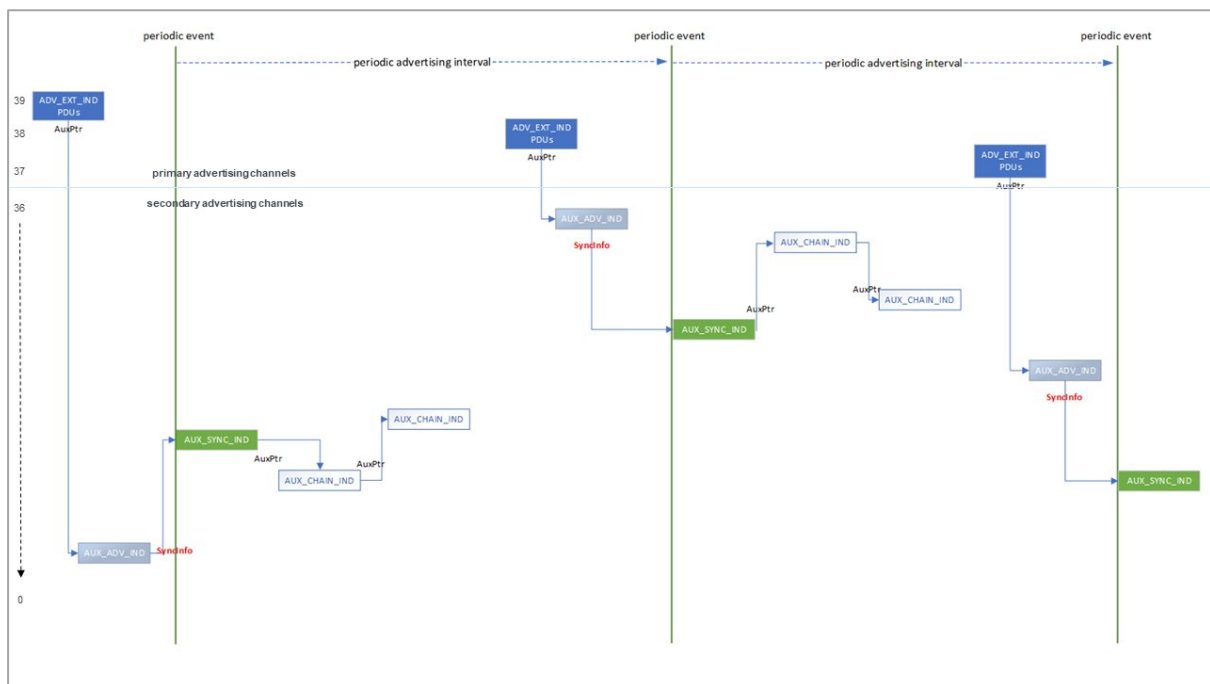 periodic event
periodic event
periodic event
periodic advertising interval
periodic advertising interval
39
ADV_EXT_IND
PDUs
AuxPtr
38
ADV_EXT_IND
PDUs
AuxPtr
ADV_EXT_IND
PDUs
AuxPtr
37
primary advertising channels
36
secondary advertising channels
AUX_ADV_IND
SyncInfo
AUX_CHAIN_IND
AuxPtr
AUX_CHAIN_IND
AuxPtr
AUX_SYNC_IND
AUX_ADV_IND
SyncInfo
AUX_CHAIN_IND
AUX_SYNC_IND
AuxPtr
AuxPtr
AUX_CHAIN_IND
AUX_SYNC_IND
AUX_ADV_IND
SyncInfo
0